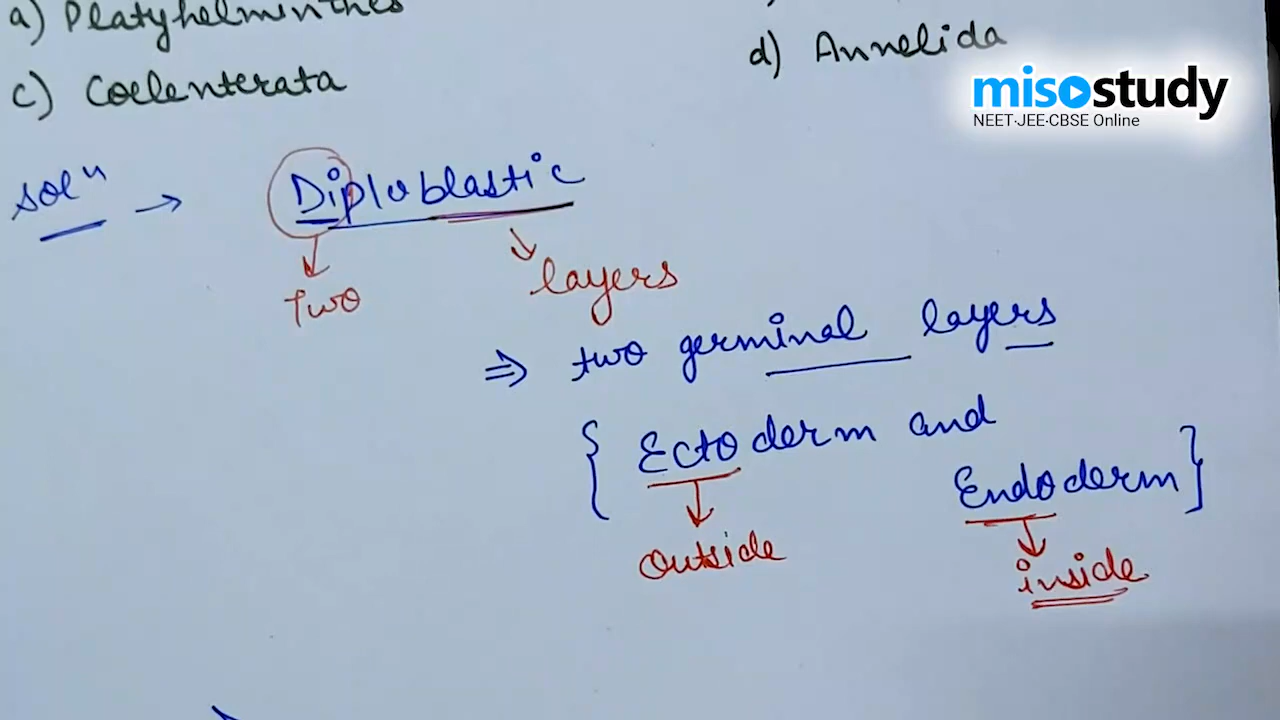 a) Platyhelminthes
d) Annelida
c) Coelenterata
misostudy
NEET-JEE-CBSE Online
Solⁿ → Diploblastic
two
layers
⇒ two germinal layers
{ Ectoderm and
Endoderm }
outside
inside